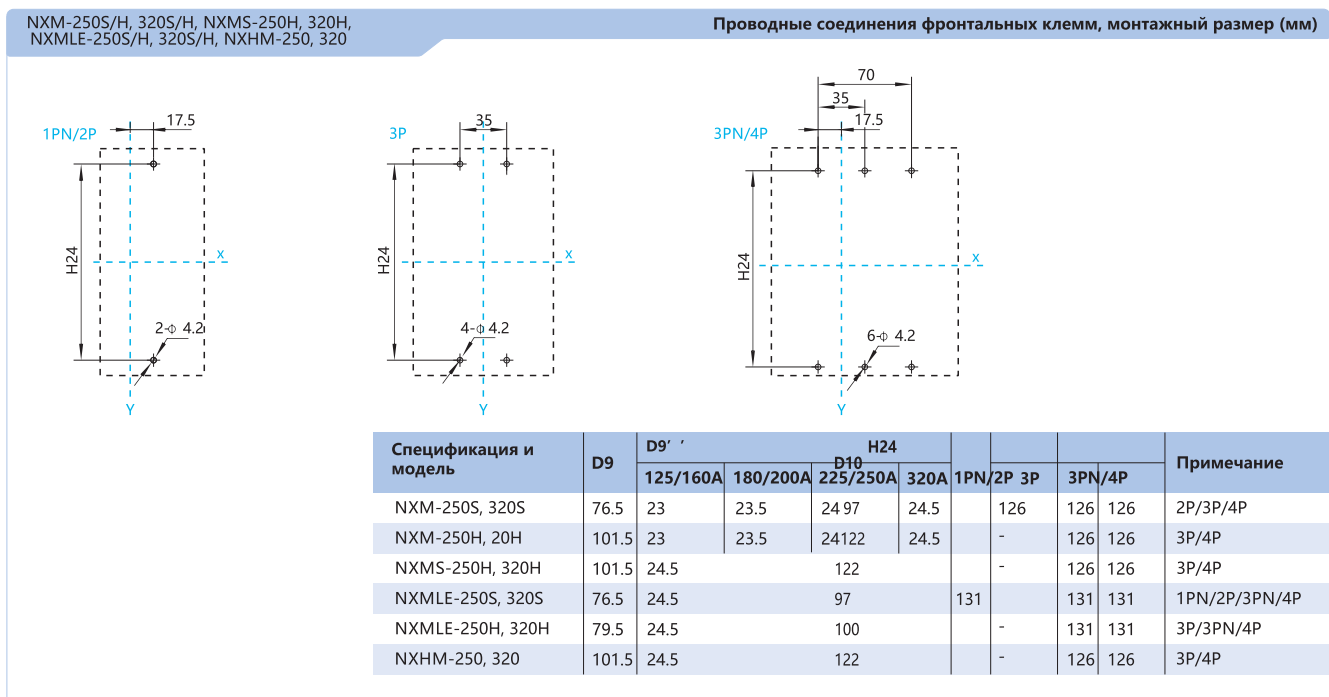 NXM-250S/H, 320S/H, NXMS-250H, 320H,
NXMLE-250S/H, 320S/H, NXHM-250, 320
Проводные соединения фронтальных клемм, монтажный размер (мм)
1PN/2P
17.5
H24
x
2-Φ 4.2
Y
3P
35
H24
x
4-Φ 4.2
Y
3PN/4P
70
35
17.5
H24
x
6-Φ 4.2
Y
Спецификация и модель D9 D9′ ′ D10 H24 Примечание
125/160A 180/200A 225/250A 320A 1PN/2P 3P 3PN/4P
NXM-250S, 320S 76.5 23 23.5 24 97 24.5 126 126 126 2P/3P/4P
NXM-250H, 20H 101.5 23 23.5 24122 24.5 - 126 126 3P/4P
NXMS-250H, 320H 101.5 24.5 122 - 126 126 3P/4P
NXMLE-250S, 320S 76.5 24.5 97 131 131 131 1PN/2P/3PN/4P
NXMLE-250H, 320H 79.5 24.5 100 - 131 131 3P/3PN/4P
NXHM-250, 320 101.5 24.5 122 - 126 126 3P/4P